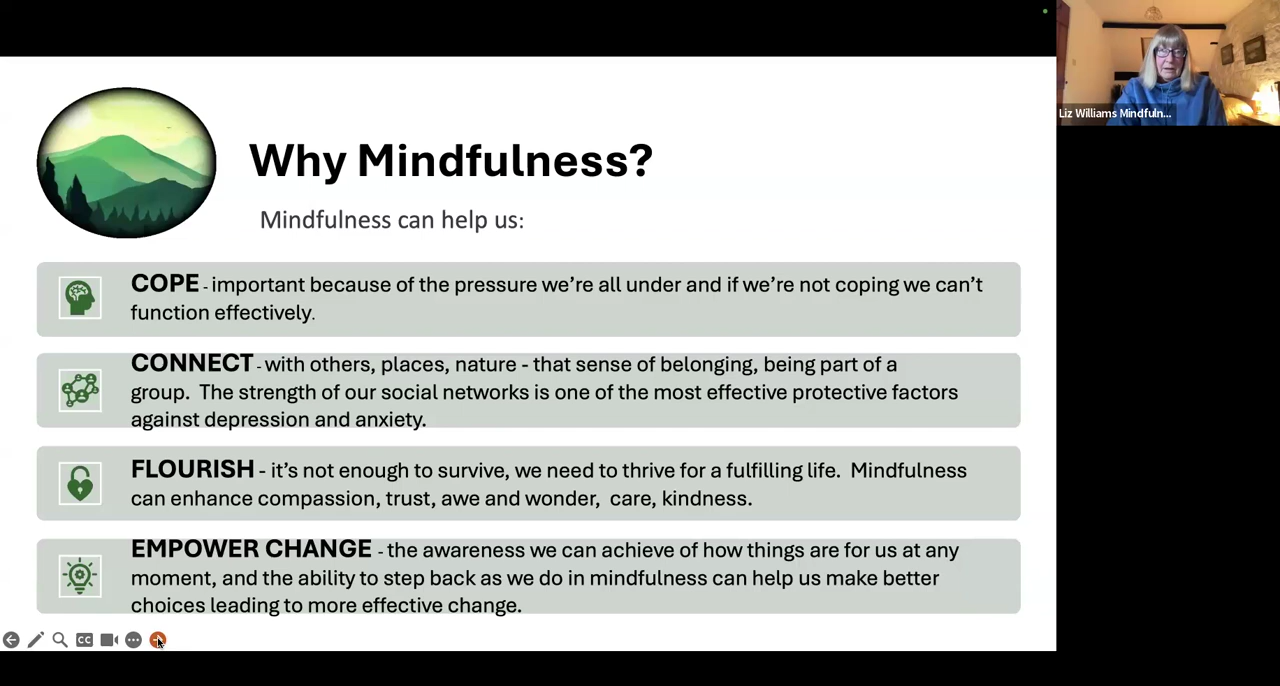 Why Mindfulness?
Mindfulness can help us:
COPE - important because of the pressure we’re all under and if we’re not coping we can’t
function effectively.
CONNECT - with others, places, nature - that sense of belonging, being part of a
group.  The strength of our social networks is one of the most effective protective factors
against depression and anxiety.
FLOURISH - it’s not enough to survive, we need to thrive for a fulfilling life.  Mindfulness
can enhance compassion, trust, awe and wonder,  care, kindness.
EMPOWER CHANGE - the awareness we can achieve of how things are for us at any
moment, and the ability to step back as we do in mindfulness can help us make better
choices leading to more effective change.
CC
Liz Williams Mindfuln...